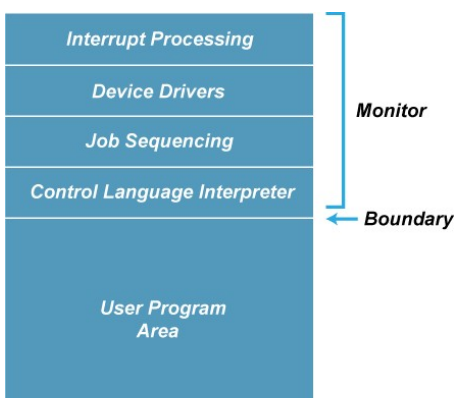 Interrupt Processing
Device Drivers
Monitor
Job Sequencing
Control Language Interpreter
Boundary
User Program
Area